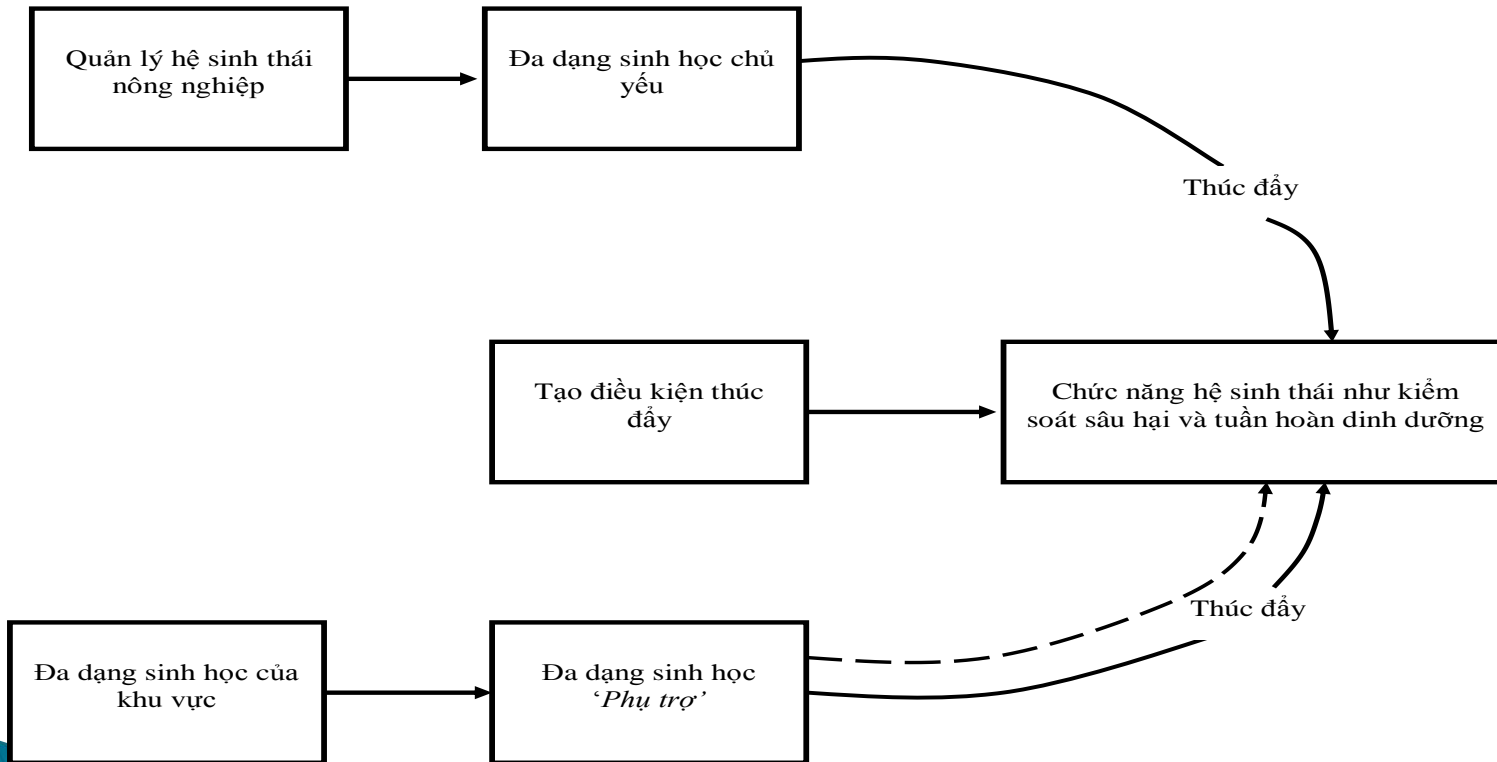 Quản lý hệ sinh thái
nông nghiệp
Đa dạng sinh học chủ
yếu
Thúc đẩy
Tạo điều kiện thúc
đẩy
Chức năng hệ sinh thái như kiểm
soát sâu hại và tuần hoàn dinh dưỡng
Thúc đẩy
Đa dạng sinh học của
khu vực
Đa dạng sinh học
‘Phụ trợ’